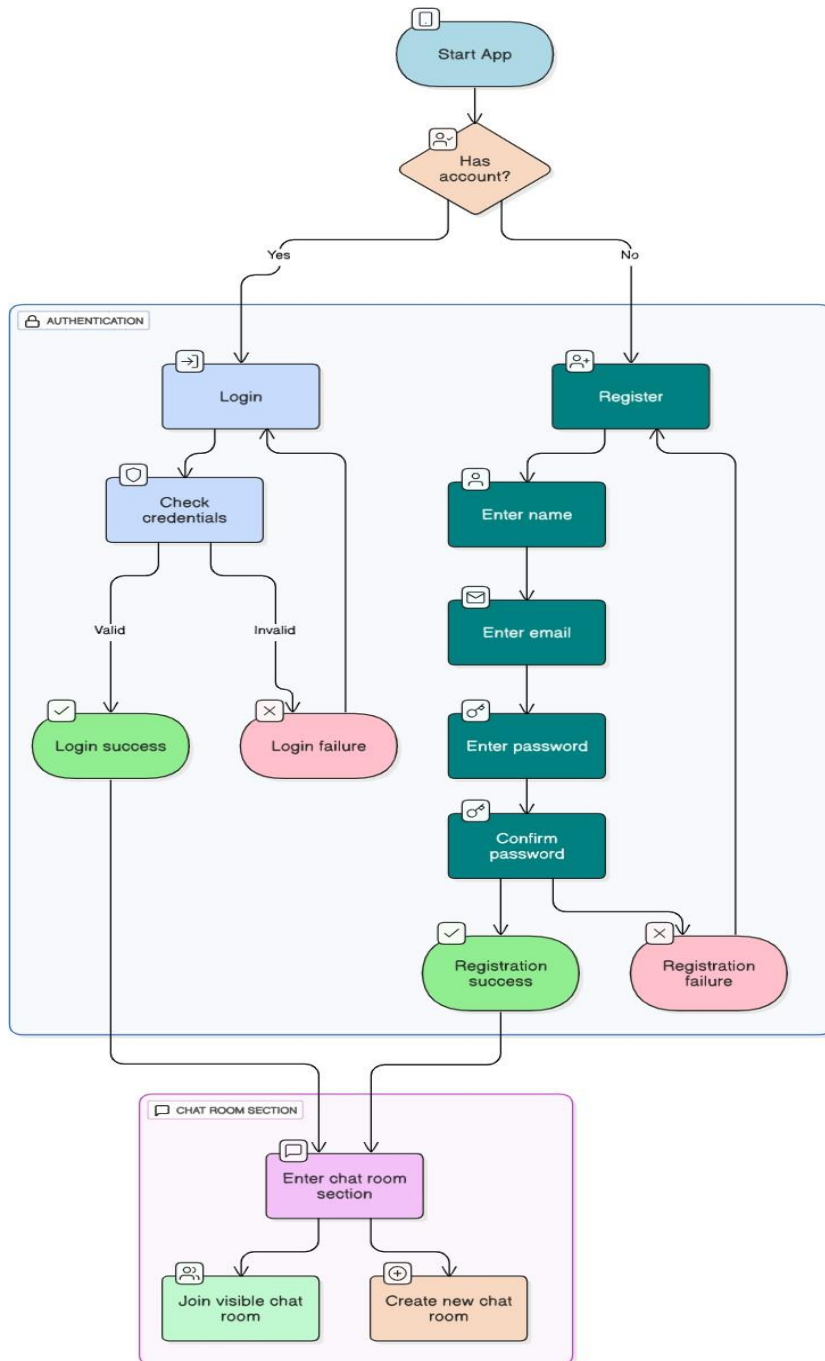 Start App
Has
account?
Yes
No
AUTHENTICATION
Login
Register
Check
credentials
Enter name
Valid
Invalid
Enter email
Login success
Login failure
Enter password
Confirm
password
Registration
success
Registration
failure
CHAT ROOM SECTION
Enter chat room
section
Join visible chat
room
Create new chat
room